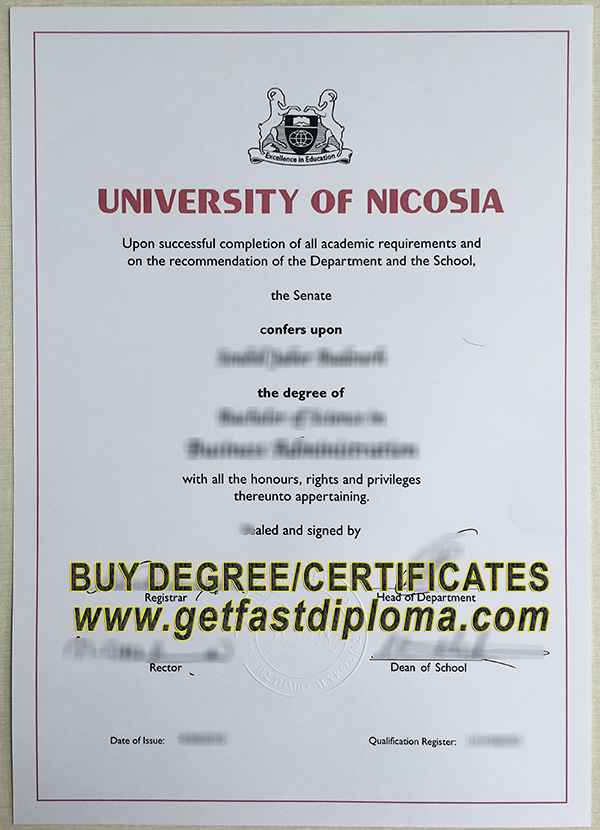 Excellence in Education
UNIVERSITY OF NICOSIA
Upon successful completion of all academic requirements and
on the recommendation of the Department and the School,
the Senate
confers upon
the degree of
with all the honours, rights and privileges
thereunto appertaining.
aled and signed by
BUY DEGREE/CERTIFICATES
Registrar Head of Department
www.getfastdiploma.com
Rector Dean of School
Date of Issue: Qualification Register: